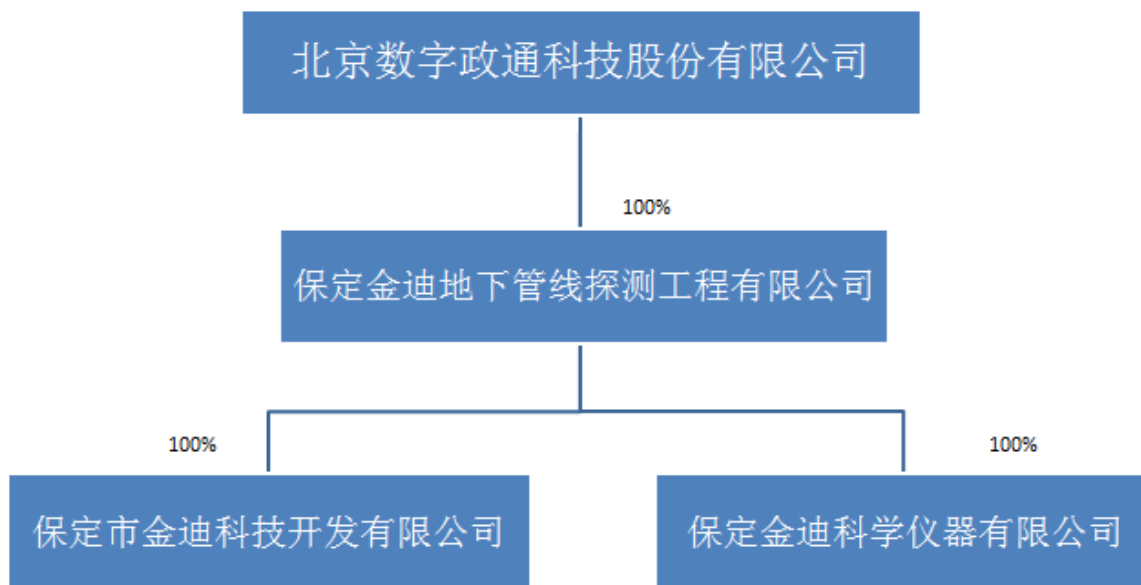 北京数字政通科技股份有限公司
100%
保定金迪地下管线探测工程有限公司
100%
100%
保定市金迪科技开发有限公司
保定金迪科学仪器有限公司